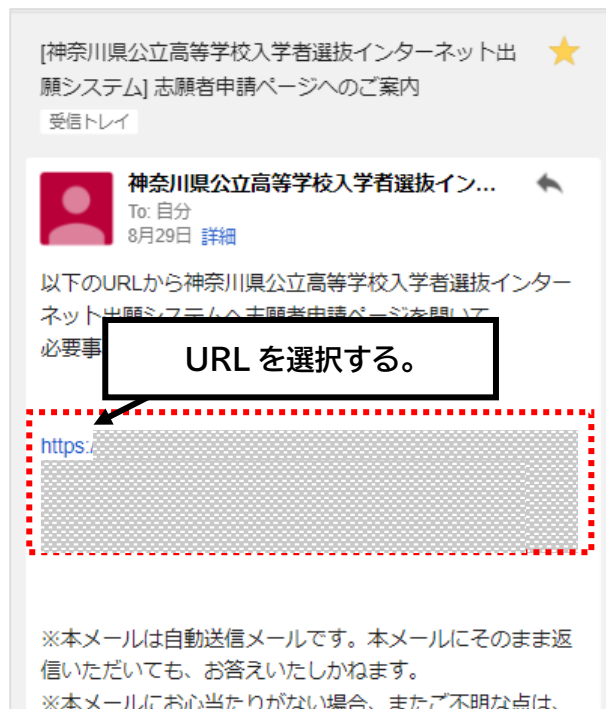 [神奈川県公立高等学校入学者選抜インターネット出
願システム] 志願者申請ページへのご案内
受信トレイ
神奈川県公立高等学校入学者選抜イン...
To: 自分
8月29日 詳細
以下のURLから神奈川県公立高等学校入学者選抜インター
ネット出願システムへ志願者申請ページを開いて
必要事
URL を選択する。
https:/
※本メールは自動送信メールです。本メールにそのまま返
信いただいても、お答えいたしかねます。
※本メールにお心当たりがない場合、またご不明な点は、